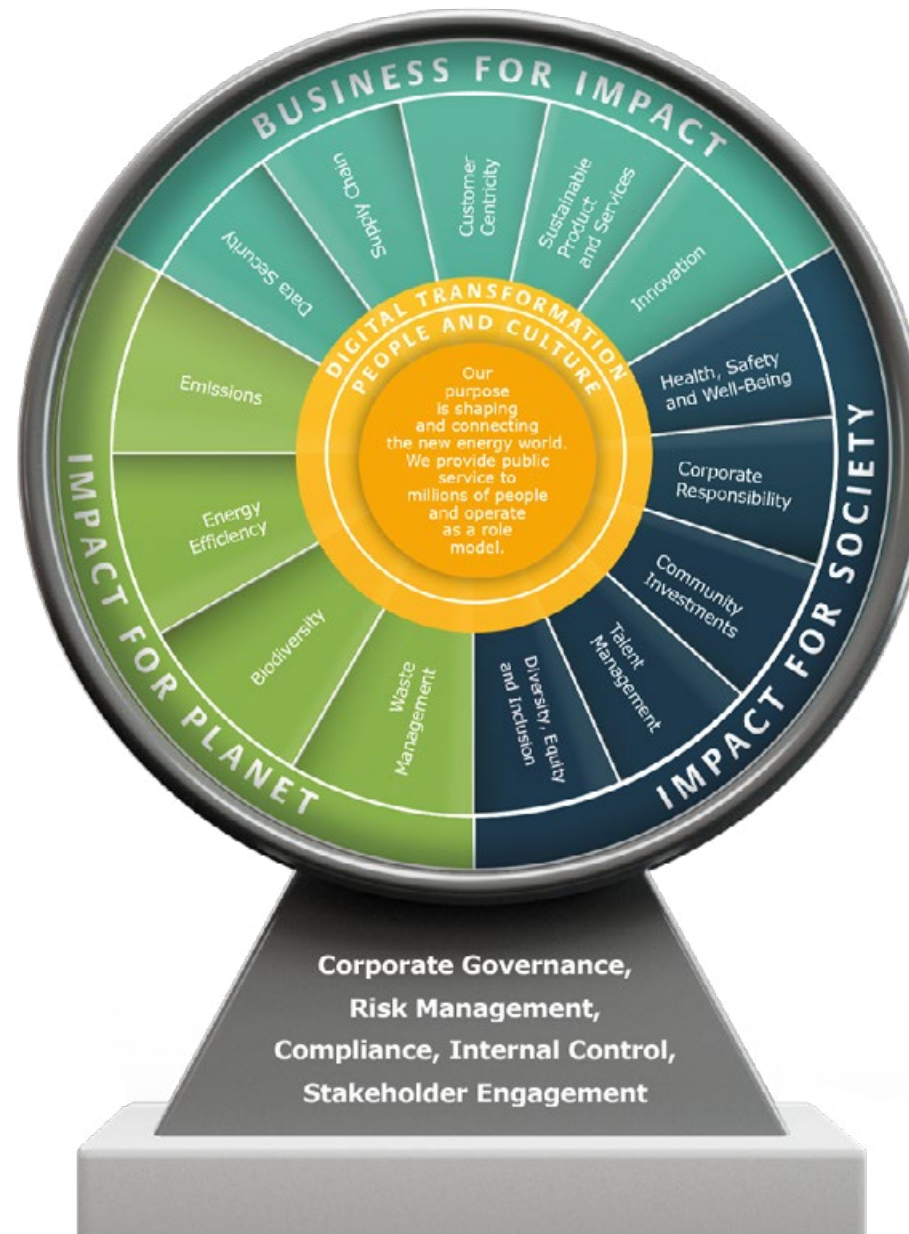 BUSINESS FOR IMPACT
Data Security
Supply Chain
Customer
Centricity
Sustainable
Product
and Services
Innovation
IMPACT FOR SOCIETY
Health, Safety
and Well-Being
Corporate
Responsibility
Community
Investments
Talent
Management
Diversity, Equity
and Inclusion
IMPACT FOR PLANET
Emissions
Energy
Efficiency
Biodiversity
Waste
Management
DIGITAL TRANSFORMATION
PEOPLE AND CULTURE
Our
purpose
is shaping
and connecting
the new energy world.
We provide public
service to
millions of people
and operate
as a role
model.
Corporate Governance,
Risk Management,
Compliance, Internal Control,
Stakeholder Engagement